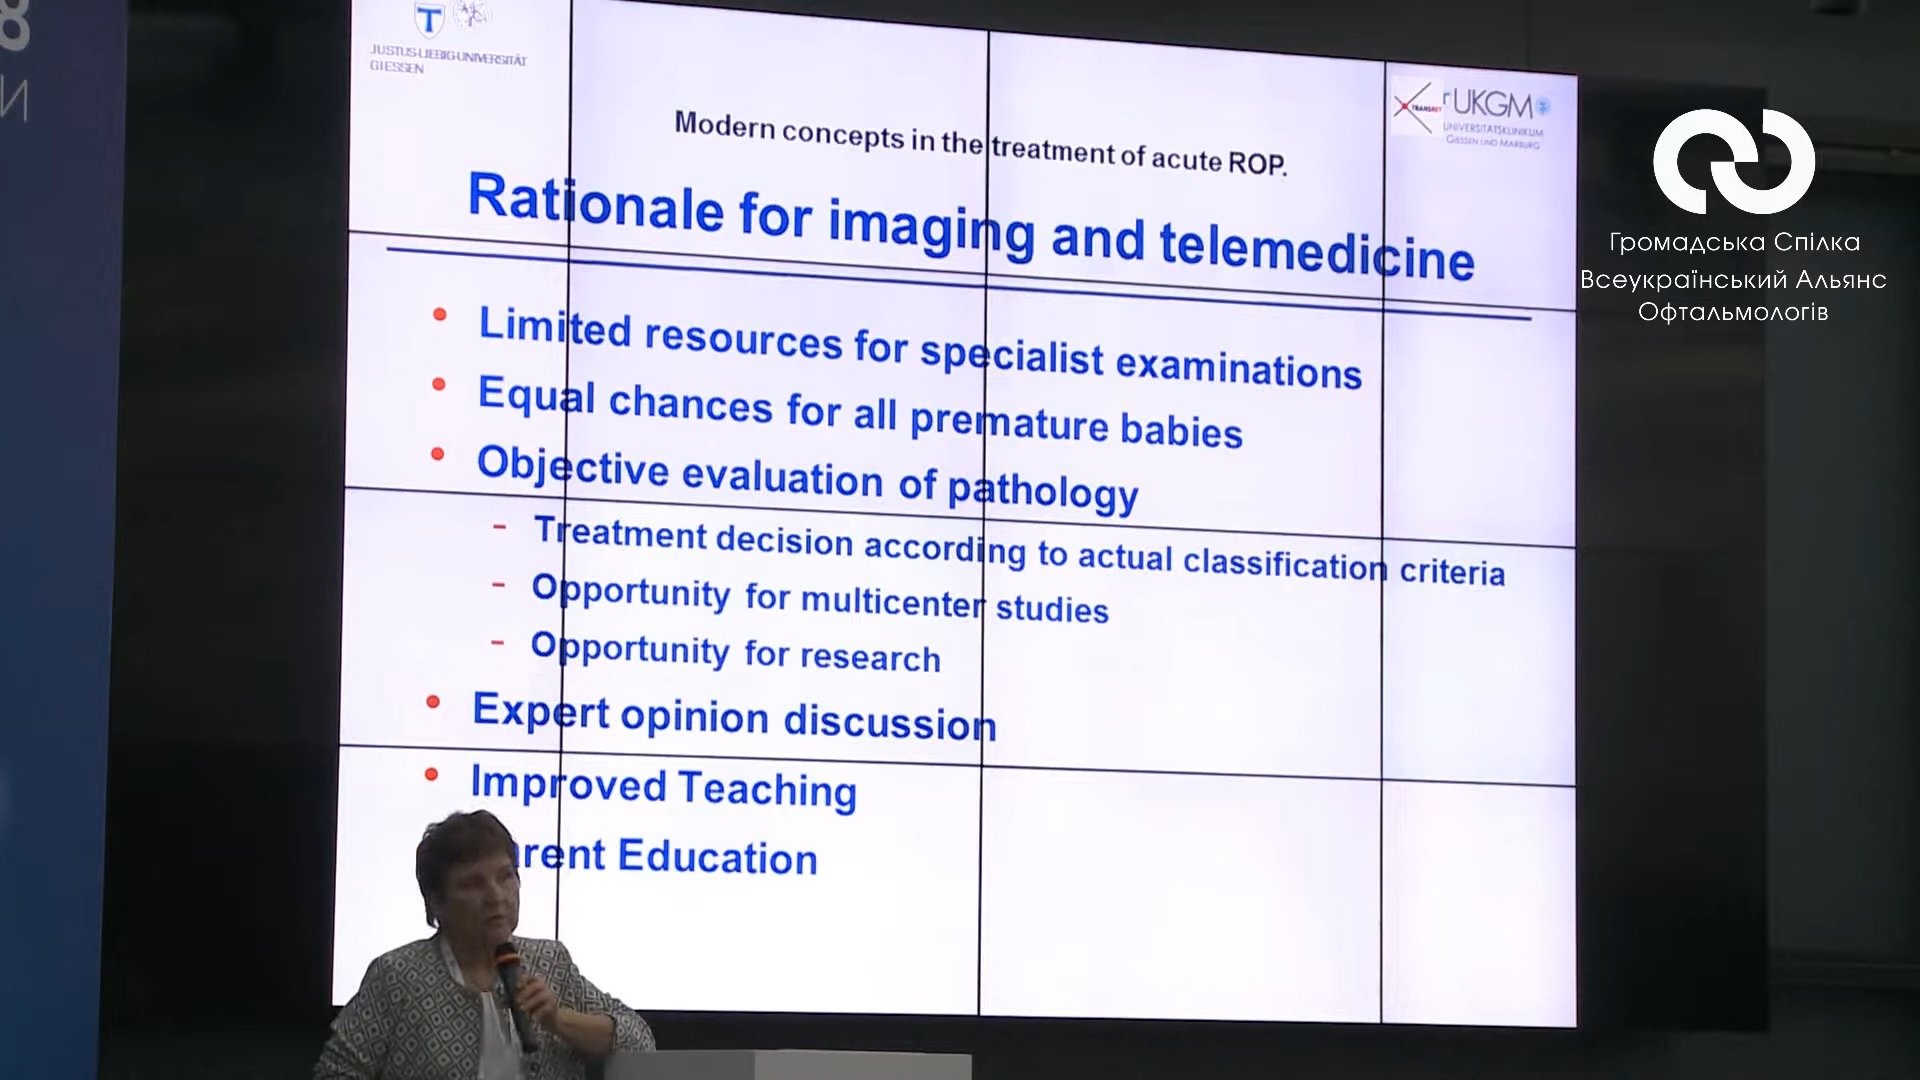 8
И
JUSTUS-LIEBIG-UNIVERSITÄT
GIESSEN
TRANSMIT
UKGM
UNIVERSITÄTSKLINIKUM
GIESSEN UND MARBURG
Modern concepts in the treatment of acute ROP.
Rationale for imaging and telemedicine
• Limited resources for specialist examinations
• Equal chances for all premature babies
• Objective evaluation of pathology
- Treatment decision according to actual classification criteria
- Opportunity for multicenter studies
- Opportunity for research
• Expert opinion discussion
• Improved Teaching
rent Education
Громадська Спілка
Всеукраїнський Альянс
Офтальмологів